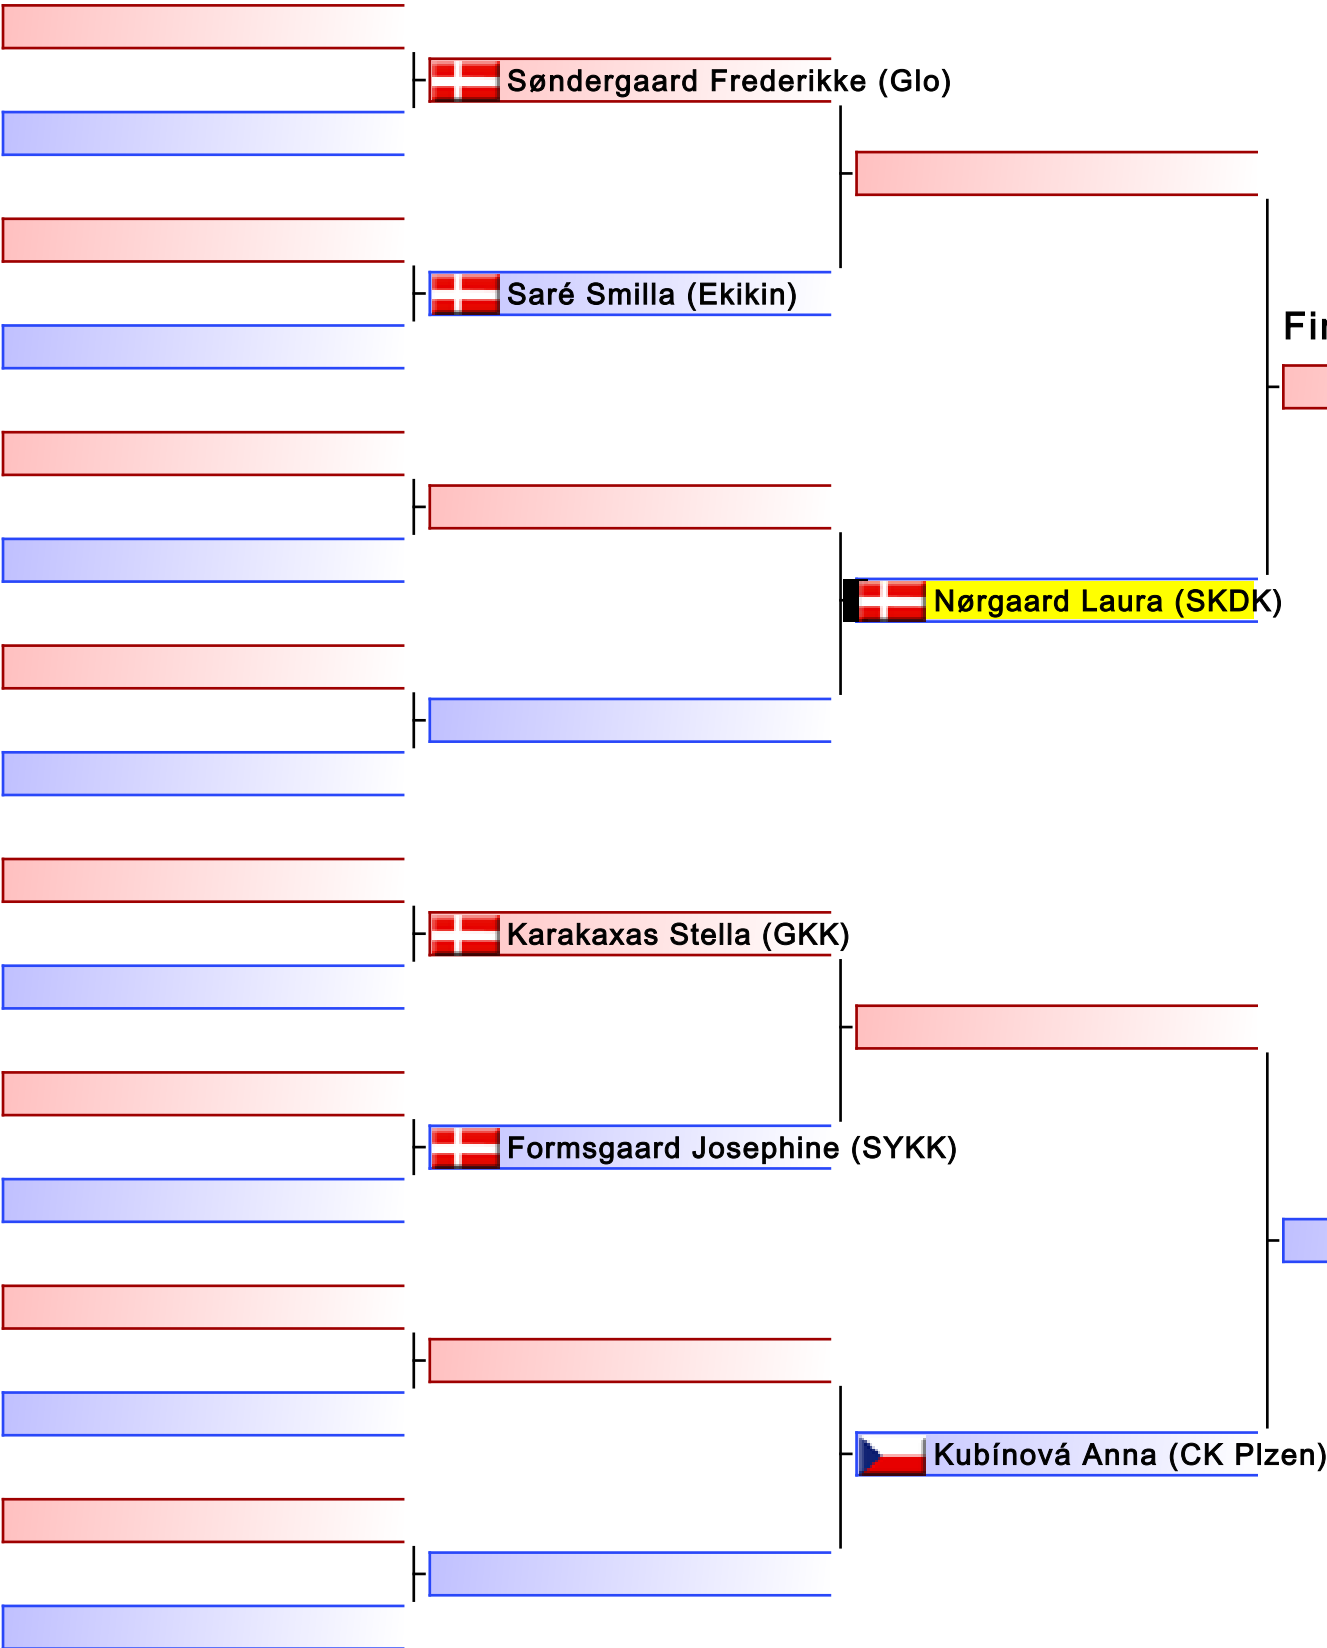 Søndergaard Frederikke (Glo)
Saré Smilla (Ekikin)
Nørgaard Laura (SKDK)
Karakaxas Stella (GKK)
Formsgaard Josephine (SYKK)
Kubínová Anna (CK Plzen)